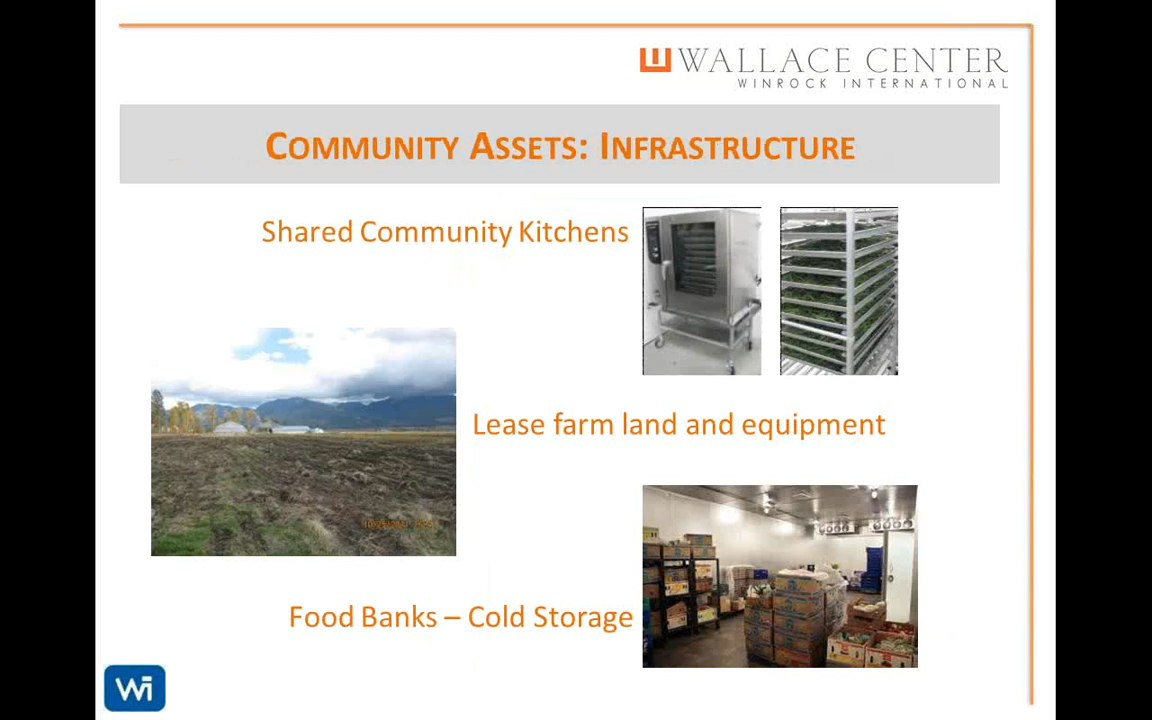 WALLACE CENTER
WINROCK INTERNATIONAL
COMMUNITY ASSETS: INFRASTRUCTURE
Shared Community Kitchens
Lease farm land and equipment
Food Banks – Cold Storage
Wi